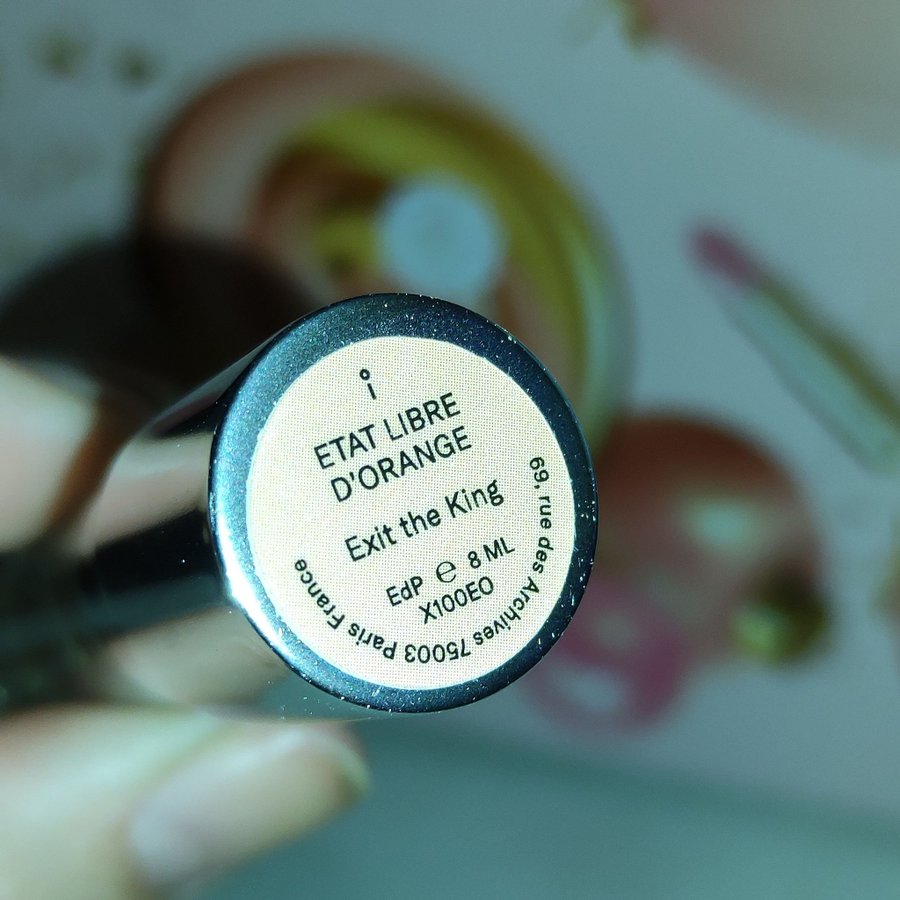 ETAT LIBRE
D'ORANGE
Exit the King
EdP ℮ 8 ML
X100EO
69, rue des Archives 75003 Paris France